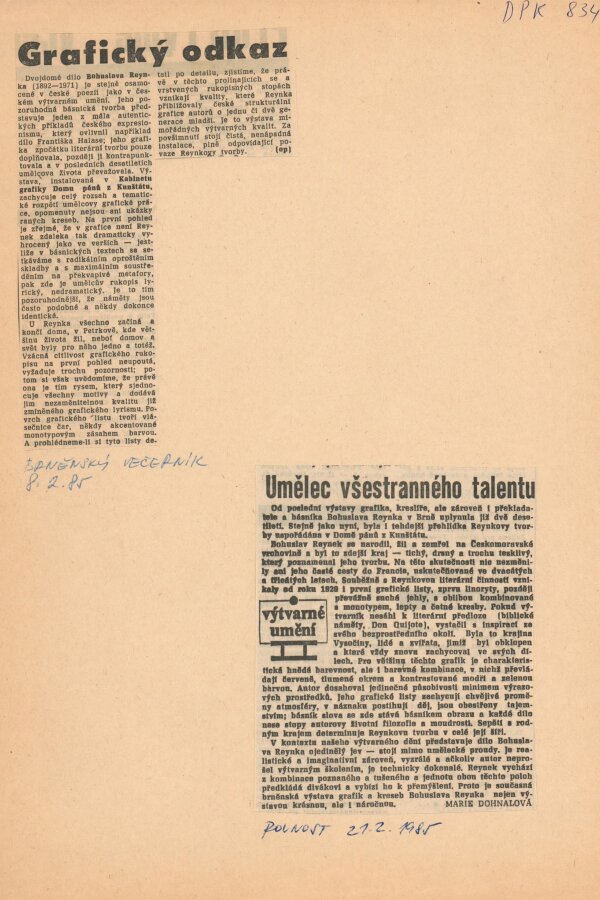 DPK 834
Grafický odkaz
Dvojdomé dílo Bohuslava Reyn-
ka (1892—1971) je stejně osamo-
cené v české poezii jako v čes-
kém výtvarném umění. Jeho po-
zoruhodná básnická tvorba před-
stavuje jeden z mála autentic-
kých příkladů českého expresio-
nismu, který ovlivnil například
dílo Františka Halase; jeho grafi-
ka zpočátku literární tvorbu pouze
doplňovala, později ji kontrapunk-
tovala a v posledních desetiletích
umělcova života převažovala. Vý-
stava, instalovaná v Kabinetu
grafiky Domu pánů z Kunštátu,
zachycuje celý rozsah a tematic-
ké rozpětí umělcovy grafické prá-
ce, opomenuty nejsou ani ukázky
raných kreseb. Na první pohled
je zřejmé, že v grafice není Rey-
nek zdaleka tak dramaticky vy-
hrocený jako ve verších — jest-
liže v básnických textech se se-
tkáváme s radikálním oproštěním
skladby a s maximálním soustře-
děním na překvapivé metafory,
pak zde je umělcův rukopis ly-
rický, nedramatický. Je to tím
pozoruhodnější, že náměty jsou
často podobné a někdy dokonce
identické.
U Reynka všechno začíná a
končí doma, v Petrkově, kde vět-
šinu života žil, neboť domov a
svět byly pro něho jedno a totéž.
Vzácná citlivost grafického ruko-
pisu na první pohled neupoutá,
vyžaduje trochu pozornosti; po-
tom si však uvědomíme, že právě
ona je tím rysem, který sjedno-
cuje všechny motivy a dodává
jim nezaměnitelnou kvalitu již
zmíněného grafického lyrismu. Po-
vrch grafického listu tvoří vlá-
sečnice čar, někdy akcentované
monotypovým zásahem barvou.
A prohlédneme-li si tyto listy de-
tail po detailu, zjistíme, že prá-
vě v těchto prolínajících se a
vrstvených rukopisných stopách
vznikají kvality, které Reynka
přibližovaly české strukturální
grafice autorů o jednu či dvě ge-
nerace mladší. Je to výstava mi-
mořádných výtvarných kvalit. Za
povšimnutí stojí čistá, nenápadná
instalace, plně odpovídající po-
vaze Reynkovy tvorby. (op)
BRNĚNSKÝ VEČERNÍK
8. 2. 85
Umělec všestranného talentu
Od poslední výstavy grafika, kreslíře, ale zároveň i překlada-
tele a básníka Bohuslava Reynka v Brně uplynula již dvě dese-
tiletí. Stejně jako nyní, byla i tehdejší přehlídka Reynkovy tvor-
by uspořádána v Domě pánů z Kunštátu.
Bohuslav Reynek se narodil, žil a zemřel na Českomoravské
vrchovině a byl to zdejší kraj — tichý, drsný a trochu teskný,
který poznamenal jeho tvorbu. Na této skutečnosti nic nezměni-
ly ani jeho časté cesty do Francie, uskutečňované ve dvacátých
a třicátých letech. Souběžně s Reynkovou literární činností vzni-
kaly od roku 1926 i první grafické listy, zprvu linoryty, později
převážně suché jehly, s oblibou kombinované
s monotypem, lepty a četné kresby. Pokud vý-
tvarník nesáhl k literární předloze (biblické
náměty, Don Quijote), vystačil s inspirací ze
svého bezprostředního okolí. Byla to krajina
Vysočiny, lidé a zvířata, jimiž byl obklopen
a které vždy znovu zachycoval ve svých dí-
lech. Pro většinu těchto grafik je charakteris-
tická hnědá barevnost, ale i barevné kombinace, v nichž převlá-
dají červeně, tlumené okrem a kontrastované modří a zelenou
barvou. Autor dosahoval jedinečné působivosti minimem výrazo-
vých prostředků. Jeho grafické listy zachycují chvějivé promě-
ny atmosféry, v náznaku postihují děj, jsou obestřeny tajem-
stvím; básník slova se zde stává básníkem obrazu a každé dílo
nese stopy autorovy životní filozofie a moudrosti. Sepětí s rod-
ným krajem determinuje Reynkovu tvorbu v celé její šíři.
V kontextu našeho výtvarného dění představuje dílo Bohusla-
va Reynka ojedinělý jev — stojí mimo umělecké proudy. Je rea-
listické a imaginativní zároveň, vyzrálé a ačkoliv autor nepro-
šel výtvarným školením, je technicky dokonalé. Reynek vychází
z kombinace poznaného a tušeného a jednotu obou těchto poloh
předkládá divákovi a vybízí ho k přemýšlení. Proto je současná
brněnská výstava grafik a kreseb Bohuslava Reynka nejen vý-
stavou krásnou, ale i náročnou. MARIE DOHNALOVÁ
výtvarné
umění
ROVNOST 21. 2. 1985